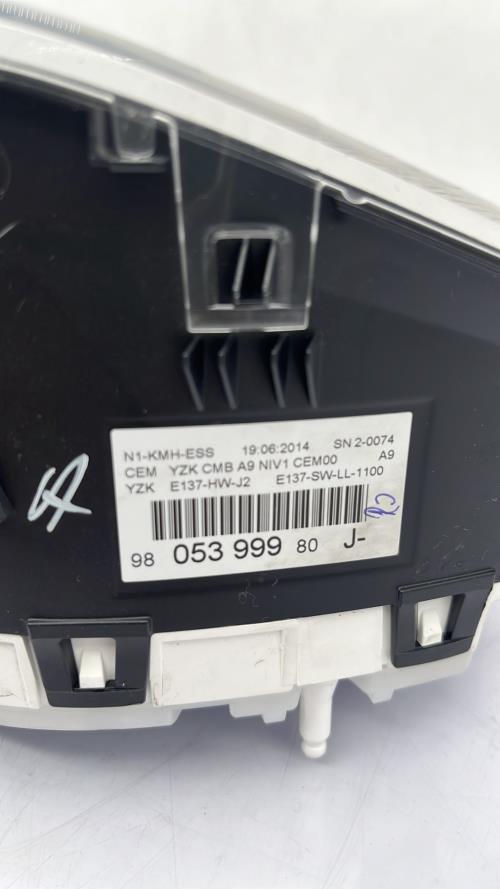 N1-KMH-ESS 19:06:2014 SN 2-0074
CEM YZK CMB A9 NIV1 CEM00 A9
YZK E137-HW-J2 E137-SW-LL-1100
98 053 999 80 J-